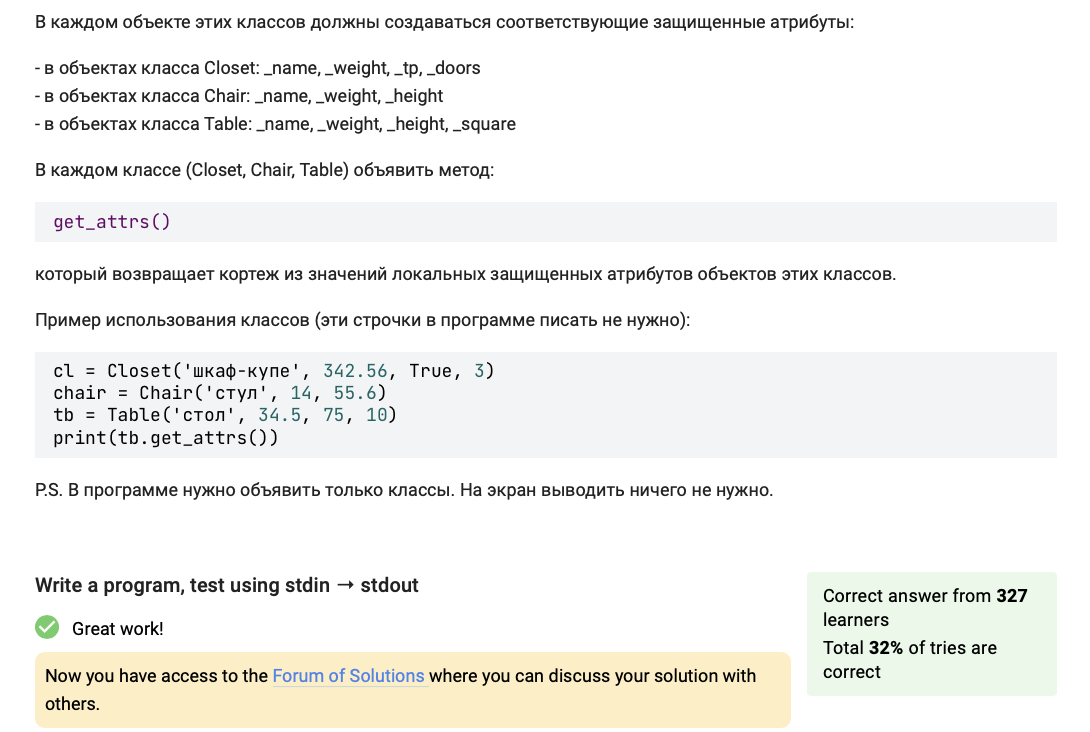 В каждом объекте этих классов должны создаваться соответствующие защищенные атрибуты:
- в объектах класса Closet: _name, _weight, _tp, _doors
- в объектах класса Chair: _name, _weight, _height
- в объектах класса Table: _name, _weight, _height, _square
В каждом классе (Closet, Chair, Table) объявить метод:
get_attrs()
который возвращает кортеж из значений локальных защищенных атрибутов объектов этих классов.
Пример использования классов (эти строчки в программе писать не нужно):
cl = Closet('шкаф-купе', 342.56, True, 3)
chair = Chair('стул', 14, 55.6)
tb = Table('стол', 34.5, 75, 10)
print(tb.get_attrs())
P.S. В программе нужно объявить только классы. На экран выводить ничего не нужно.
Write a program, test using stdin → stdout
Great work!
Now you have access to the Forum of Solutions where you can discuss your solution with
others.
Correct answer from 327
learners
Total 32% of tries are
correct